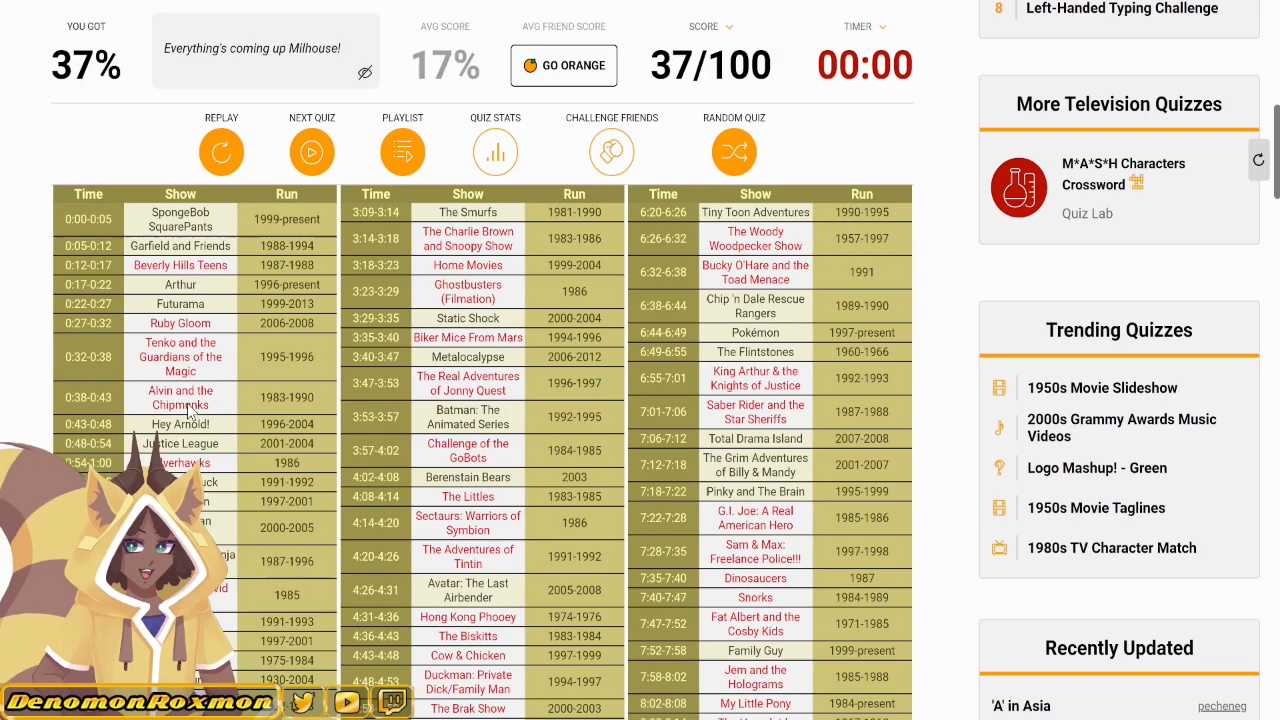 YOU GOT
37%
Everything's coming up Milhouse!
AVG SCORE
17%
AVG FRIEND SCORE
GO ORANGE
SCORE
37/100
TIMER
00:00
REPLAY
NEXT QUIZ
PLAYLIST
QUIZ STATS
CHALLENGE FRIENDS
RANDOM QUIZ
Time Show Run
0:00-0:05 SpongeBob SquarePants 1999-present
0:05-0:12 Garfield and Friends 1988-1994
0:12-0:17 Beverly Hills Teens 1987-1988
0:17-0:22 Arthur 1996-present
0:22-0:27 Futurama 1999-2013
0:27-0:32 Ruby Gloom 2006-2008
0:32-0:38 Tenko and the Guardians of the Magic 1995-1996
0:38-0:43 Alvin and the Chipmunks 1983-1990
0:43-0:48 Hey Arnold! 1996-2004
0:48-0:54 Justice League 2001-2004
0:54-1:00 verhawks 1986
uck 1991-1992
n 1997-2001
an 2000-2005
nja 1987-1996
vid 1985
1991-1993
1997-2001
1975-1984
1930-2004
Time Show Run
3:09-3:14 The Smurfs 1981-1990
3:14-3:18 The Charlie Brown and Snoopy Show 1983-1986
3:18-3:23 Home Movies 1999-2004
3:23-3:29 Ghostbusters (Filmation) 1986
3:29-3:35 Static Shock 2000-2004
3:35-3:40 Biker Mice From Mars 1994-1996
3:40-3:47 Metalocalypse 2006-2012
3:47-3:53 The Real Adventures of Jonny Quest 1996-1997
3:53-3:57 Batman: The Animated Series 1992-1995
3:57-4:02 Challenge of the GoBots 1984-1985
4:02-4:08 Berenstain Bears 2003
4:08-4:14 The Littles 1983-1985
4:14-4:20 Sectaurs: Warriors of Symbion 1986
4:20-4:26 The Adventures of Tintin 1991-1992
4:26-4:31 Avatar: The Last Airbender 2005-2008
4:31-4:36 Hong Kong Phooey 1974-1976
4:36-4:43 The Biskitts 1983-1984
4:43-4:48 Cow & Chicken 1997-1999
4:48-4:53 Duckman: Private Dick/Family Man 1994-1997
The Brak Show 2000-2003
Time Show Run
6:20-6:26 Tiny Toon Adventures 1990-1995
6:26-6:32 The Woody Woodpecker Show 1957-1997
6:32-6:38 Bucky O'Hare and the Toad Menace 1991
6:38-6:44 Chip 'n Dale Rescue Rangers 1989-1990
6:44-6:49 Pokémon 1997-present
6:49-6:55 The Flintstones 1960-1966
6:55-7:01 King Arthur & the Knights of Justice 1992-1993
7:01-7:06 Saber Rider and the Star Sheriffs 1987-1988
7:06-7:12 Total Drama Island 2007-2008
7:12-7:18 The Grim Adventures of Billy & Mandy 2001-2007
7:18-7:22 Pinky and The Brain 1995-1999
7:22-7:28 G.I. Joe: A Real American Hero 1985-1986
7:28-7:35 Sam & Max: Freelance Police!!! 1997-1998
7:35-7:40 Dinosaucers 1987
7:40-7:47 Snorks 1984-1989
7:47-7:52 Fat Albert and the Cosby Kids 1971-1985
7:52-7:58 Family Guy 1999-present
7:58-8:02 Jem and the Holograms 1985-1988
8:02-8:08 My Little Pony 1984-present
8 Left-Handed Typing Challenge
More Television Quizzes
M*A*S*H Characters
Crossword
Quiz Lab
Trending Quizzes
1950s Movie Slideshow
2000s Grammy Awards Music
Videos
Logo Mashup! - Green
1950s Movie Taglines
1980s TV Character Match
Recently Updated
'A' in Asia pecheneg
DenomonRoxmon